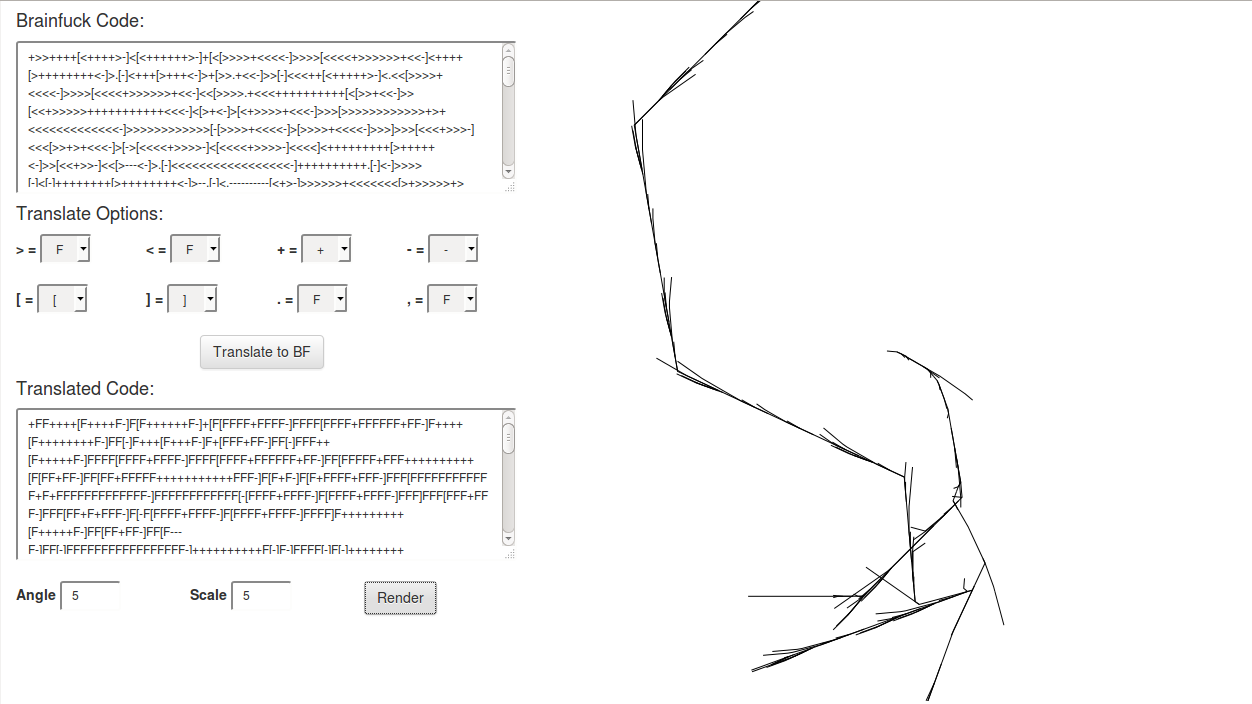 Brainfuck Code:
+>>++++[<++++>-]<[<++++++>-]+[<[>>>>+<<<<-]>>>>[<<<<+>>>>>>+<<-]<++++
[>++++++++<-]>.[-]<+++[>+++<-]>+[>>.+<<-]>>[-]<<<++[<+++++>-]<.<<[>>>>+
<<<<-]>>>>[<<<<+>>>>>>+<<-]<<[>>>>.+<<<++++++++++[<[>>+<<-]>>
[<<+>>>>>++++++++++++<<<-]<[>+<-]>[<+>>>>+<<<-]>>>[>>>>>>>>>>>>+>+
<<<<<<<<<<<<<-]>>>>>>>>>>>>[-[>>>>+<<<<-]>[>>>>+<<<<-]>>>]>>>[<<<+>>>-]
<<<[>>+>+<<<-]>[->[<<<<+>>>>-]<[<<<<+>>>>-]<<<<]<+++++++++[>+++++
<-]>>[<<+>>-]<<[>---<-]>.[-]<<<<<<<<<<<<<<<<<-]++++++++++.[-]<-]>>>>
[-]<[-]++++++++[>++++++++<-]>--.[-]<.----------[<+>-]>>>>>>+<<<<<<<[>+>>>>>+>
Translate Options:
> = F < = F + = + - = -
[ = [ ] = ] . = F , = F
Translate to BF
Translated Code:
+FF++++[F++++F-]F[F++++++F-]+[F[FFFF+FFFF-]FFFF[FFFF+FFFFFF+FF-]F++++
[F++++++++F-]FF[-]F+++[F+++F-]F+[FFF+FF-]FF[-]FFF++
[F+++++F-]FFFF[FFFF+FFFF-]FFFF[FFFF+FFFFFF+FF-]FF[FFFFF+FFF++++++++++
[F[FF+FF-]FF[FF+FFFFF++++++++++++FFF-]F[F+F-]F[F+FFFF+FFF-]FFF[FFFFFFFFFFFF
F+F+FFFFFFFFFFFFF-]FFFFFFFFFFFF[-[FFFF+FFFF-]F[FFFF+FFFF-]FFF]FFF[FFF+FF
F-]FFF[FF+F+FFF-]F[-F[FFFF+FFFF-]F[FFFF+FFFF-]FFFF]F+++++++++
[F+++++F-]FF[FF+FF-]FF[F---
F-]FF[-]FFFFFFFFFFFFFFFFF-]++++++++++F[-]F-]FFFF[-]F[-]++++++++
Angle 5 Scale 5 Render